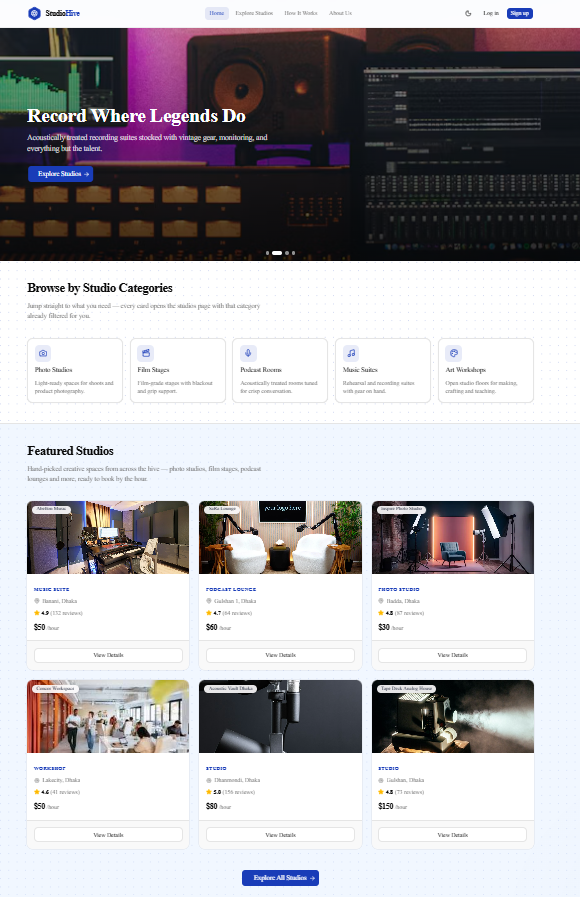 StudioHive
Home Explore Studios How It Works About Us
Log in Sign up
Record Where Legends Do
Acoustically treated recording suites stocked with vintage gear, monitoring, and
everything but the talent.
Explore Studios →
Browse by Studio Categories
Jump straight to what you need — every card opens the studios page with that category
already filtered for you.
Photo Studios
Light-ready spaces for shoots and
product photography.
Film Stages
Film-grade stages with blackout
and grip support.
Podcast Rooms
Acoustically treated rooms tuned
for crisp conversation.
Music Suites
Rehearsal and recording suites
with gear on hand.
Art Workshops
Open studio floors for making,
crafting and teaching.
Featured Studios
Hand-picked creative spaces from across the hive — photo studios, film stages, podcast
lounges and more, ready to book by the hour.
Ableton Music
MUSIC SUITE
Banani, Dhaka
4.9 (132 reviews)
$50 /hour
View Details
Lounge
PODCAST LOUNGE
Gulshan 1, Dhaka
4.7 (64 reviews)
$60 /hour
View Details
Inspire Photo Studio
PHOTO STUDIO
Badda, Dhaka
4.8 (87 reviews)
$30 /hour
View Details
Workspace
WORKSHOP
Lakecity, Dhaka
4.6 (41 reviews)
$50 /hour
View Details
Acoustic Vault Dhaka
STUDIO
Dhanmondi, Dhaka
5.0 (156 reviews)
$80 /hour
View Details
Tape Deck Analog House
STUDIO
Gulshan, Dhaka
4.8 (73 reviews)
$150 /hour
View Details
Explore All Studios →